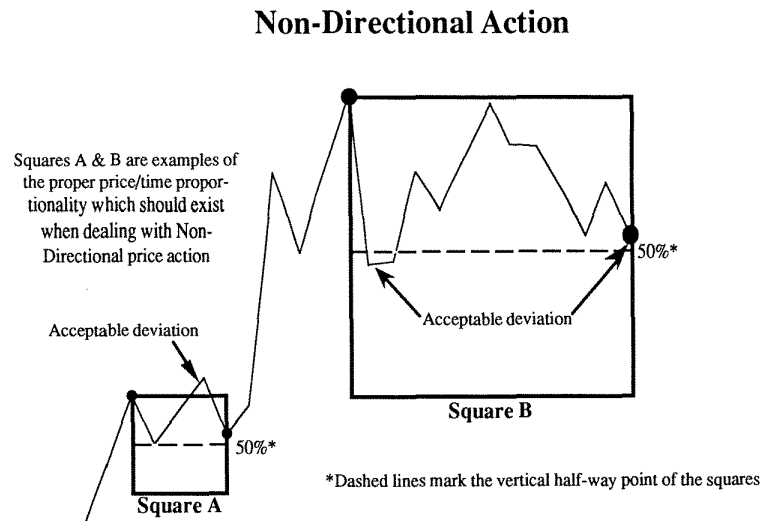 Non-Directional Action
Squares A & B are examples of
the proper price/time propor-
tionality which should exist
when dealing with Non-
Directional price action
50%*
Acceptable deviation
Acceptable deviation
Square B
50%*
*Dashed lines mark the vertical half-way point of the squares
Square A